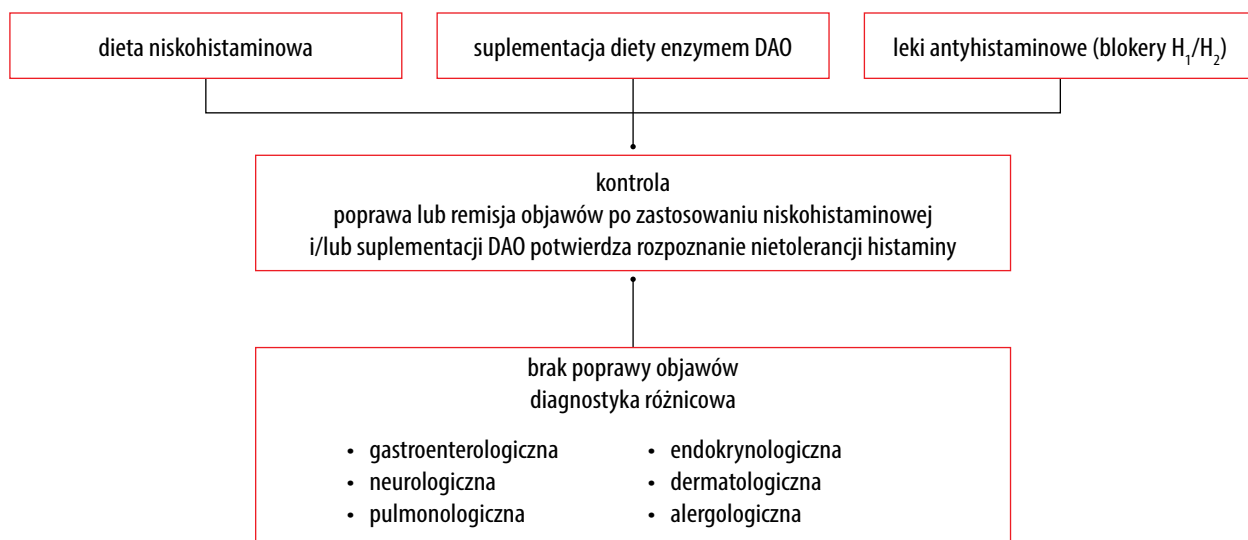 dieta niskohistaminowa
suplementacja diety enzymem DAO
leki antyhistaminowe (blokery H₁/H₂)
kontrola
poprawa lub remisja objawów po zastosowaniu niskohistaminowej
i/lub suplementacji DAO potwierdza rozpoznanie nietolerancji histaminy
brak poprawy objawów
diagnostyka różnicowa
• gastroenterologiczna
• neurologiczna
• pulmonologiczna
• endokrynologiczna
• dermatologiczna
• alergologiczna